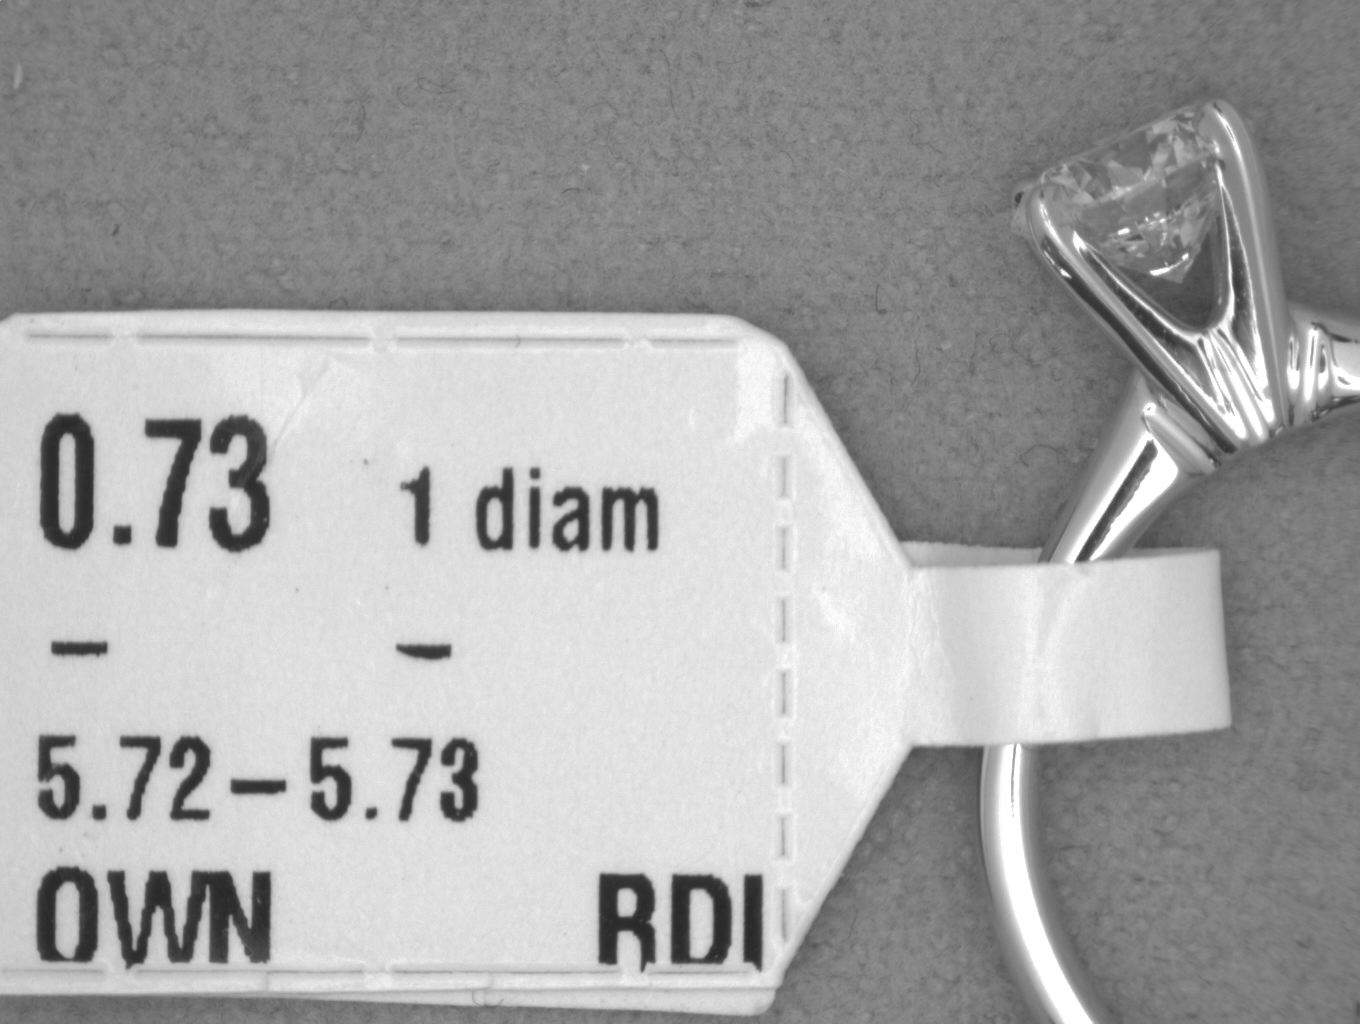 0.73 1 diam
- -
5.72-5.73
OWN RDI